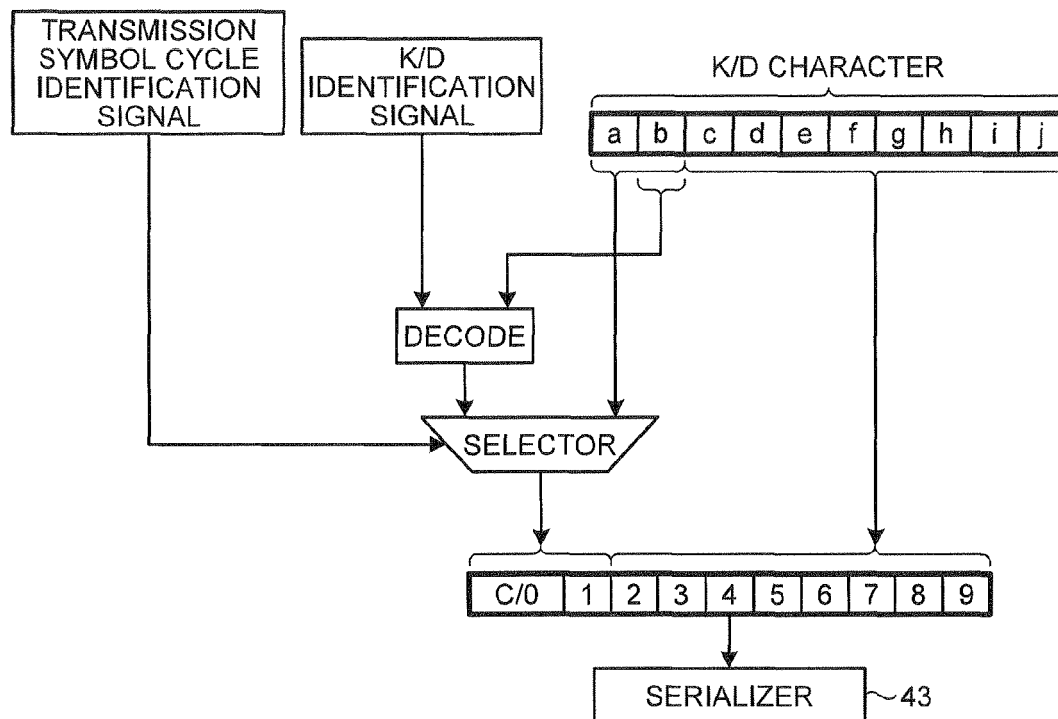 TRANSMISSION
SYMBOL CYCLE
IDENTIFICATION
SIGNAL
K/D
IDENTIFICATION
SIGNAL
K/D CHARACTER
a b c d e f g h i j
DECODE
SELECTOR
C/0 1 2 3 4 5 6 7 8 9
SERIALIZER
43